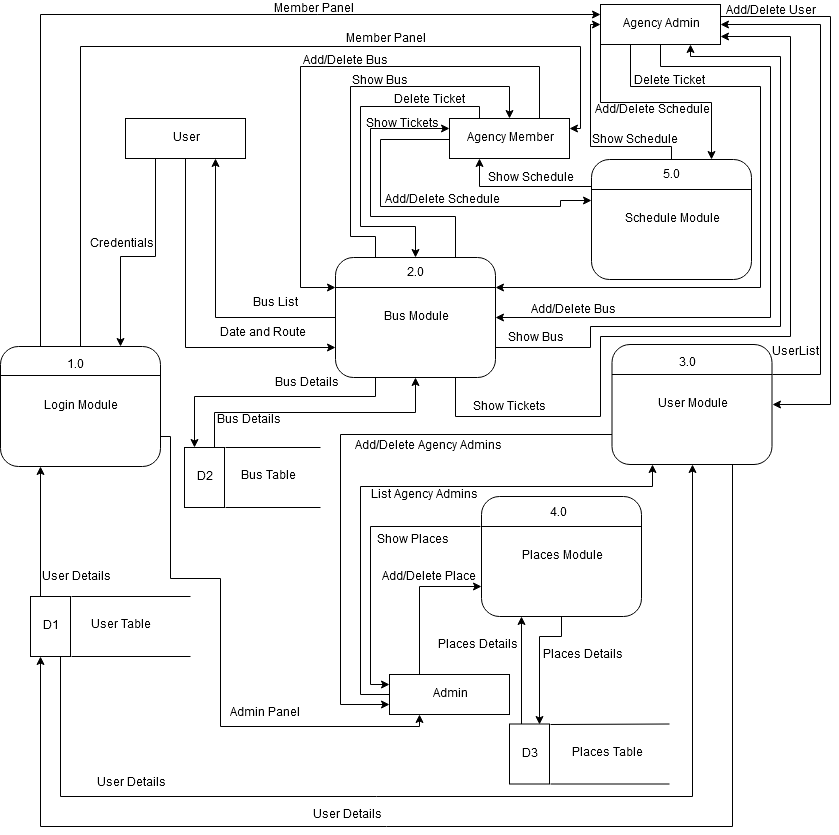 Member Panel
Add/Delete User
Agency Admin
Member Panel
Add/Delete Bus
Show Bus
Delete Ticket
Delete Ticket
Add/Delete Schedule
Show Tickets
User
Agency Member
Show Schedule
5.0
Show Schedule
Add/Delete Schedule
Schedule Module
Credentials
2.0
Bus List
Add/Delete Bus
Bus Module
Date and Route
Show Bus
UserList
1.0
3.0
Bus Details
Login Module
Show Tickets
User Module
Bus Details
Add/Delete Agency Admins
D2
Bus Table
List Agency Admins
4.0
Show Places
Places Module
User Details
Add/Delete Place
D1
User Table
Places Details
Places Details
Admin
Admin Panel
D3
Places Table
User Details
User Details